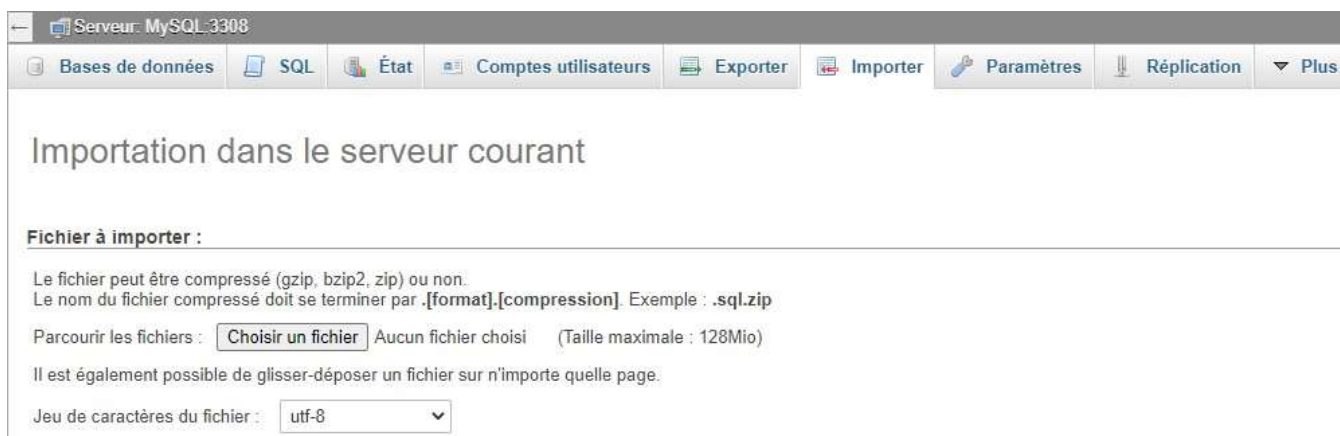 Serveur: MySQL:3308
Bases de données SQL État Comptes utilisateurs Exporter Importer Paramètres Réplication Plus
Importation dans le serveur courant
Fichier à importer :
Le fichier peut être compressé (gzip, bzip2, zip) ou non.
Le nom du fichier compressé doit se terminer par .[format].[compression]. Exemple : .sql.zip
Parcourir les fichiers : Choisir un fichier Aucun fichier choisi (Taille maximale : 128Mio)
Il est également possible de glisser-déposer un fichier sur n'importe quelle page.
Jeu de caractères du fichier : utf-8